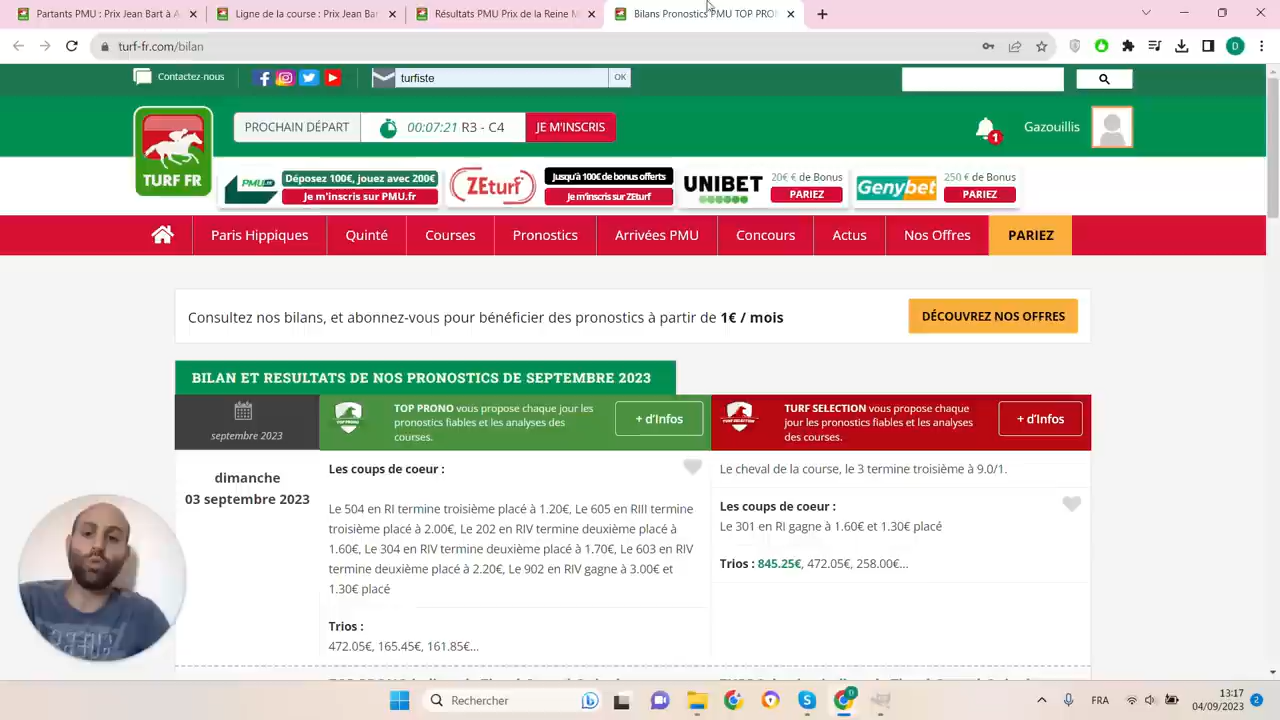 Partants PMU : Prix Jean Bart à A
Ligne de la course : Prix Jean Bar
Résultats PMU Prix de la Reine M
Bilans Pronostics PMU TOP PRON
turf-fr.com/bilan
D
Contactez-nous
turfiste
OK
PROCHAIN DÉPART
00:07:21 R3 - C4
JE M'INSCRIS
1
Gazouillis
TURF FR
Déposez 100€, jouez avec 200€
Je m'inscris sur PMU.fr
ZEturf
Jusqu'à 100€ de bonus offerts
Je m'inscris sur ZEturf
UNIBET
20€ € de Bonus
PARIEZ
Genybet
250 € de Bonus
PARIEZ
Paris Hippiques
Quinté
Courses
Pronostics
Arrivées PMU
Concours
Actus
Nos Offres
PARIEZ
Consultez nos bilans, et abonnez-vous pour bénéficier des pronostics à partir de 1€ / mois
DÉCOUVREZ NOS OFFRES
BILAN ET RESULTATS DE NOS PRONOSTICS DE SEPTEMBRE 2023
septembre 2023
TOP PRONO vous propose chaque jour les
pronostics fiables et les analyses des
courses.
+ d'Infos
TURF SELECTION vous propose chaque
jour les pronostics fiables et les analyses
des courses.
+ d'Infos
dimanche
03 septembre 2023
Les coups de coeur :
Le 504 en RI termine troisième placé à 1.20€, Le 605 en RIII termine
troisième placé à 2.00€, Le 202 en RIV termine deuxième placé à
1.60€, Le 304 en RIV termine deuxième placé à 1.70€, Le 603 en RIV
termine deuxième placé à 2.20€, Le 902 en RIV gagne à 3.00€ et
1.30€ placé
Trios :
472.05€, 165.45€, 161.85€...
Le cheval de la course, le 3 termine troisième à 9.0/1.
Les coups de coeur :
Le 301 en RI gagne à 1.60€ et 1.30€ placé
Trios : 845.25€, 472.05€, 258.00€...
Rechercher
FRA
13:17
04/09/2023
2